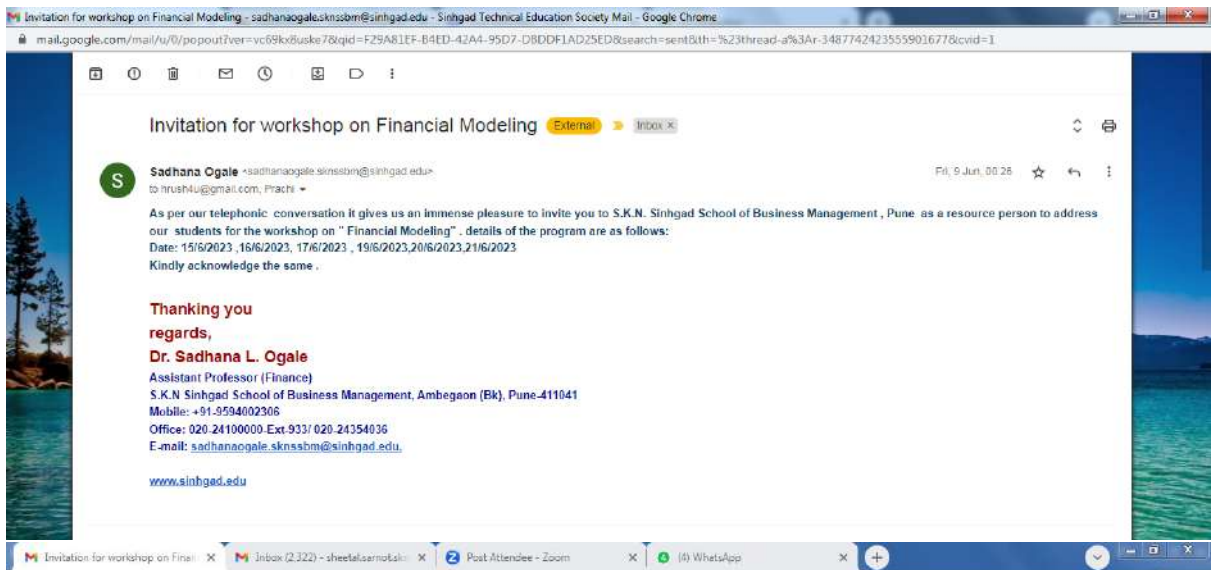 Invitation for workshop on Financial Modeling - sadhanaogale.sknssbm@sinhgad.edu - Sinhgad Technical Education Society Mail - Google Chrome
mail.google.com/mail/u/0/popout?ver=
Invitation for workshop on Financial Modeling External Inbox x
S
Sadhana Ogale <sadhanaogale.sknssbm@sinhgad.edu> Fri, 9 Jun, 00:26
to hrush4u@gmail.com, Prachi
As per our telephonic conversation it gives us an immense pleasure to invite you to S.K.N. Sinhgad School of Business Management , Pune as a resource person to address
our students for the workshop on " Financial Modeling" . details of the program are as follows:
Date: 15/6/2023 ,16/6/2023, 17/6/2023 , 19/6/2023,20/6/2023,21/6/2023
Kindly acknowledge the same .
Thanking you
regards,
Dr. Sadhana L. Ogale
Assistant Professor (Finance)
S.K.N Sinhgad School of Business Management, Ambegaon (Bk), Pune-411041
Mobile: +91-9594002306
Office: 020-24100000-Ext-933/ 020-24354036
E-mail: sadhanaogale.sknssbm@sinhgad.edu.
www.sinhgad.edu
Invitation for workshop on Finan Inbox (2,322) - Post Attendee - Zoom (4) WhatsApp